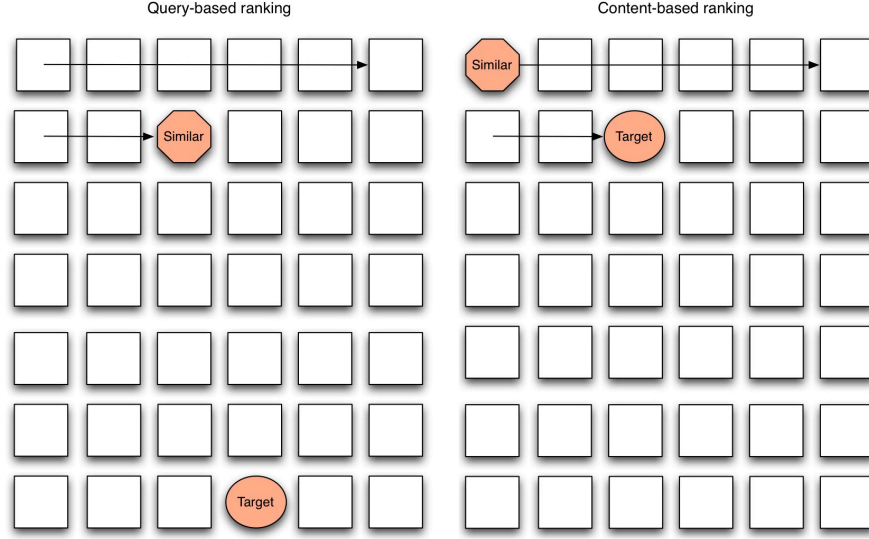 Query-based ranking
Content-based ranking
Similar
Similar
Target
Target